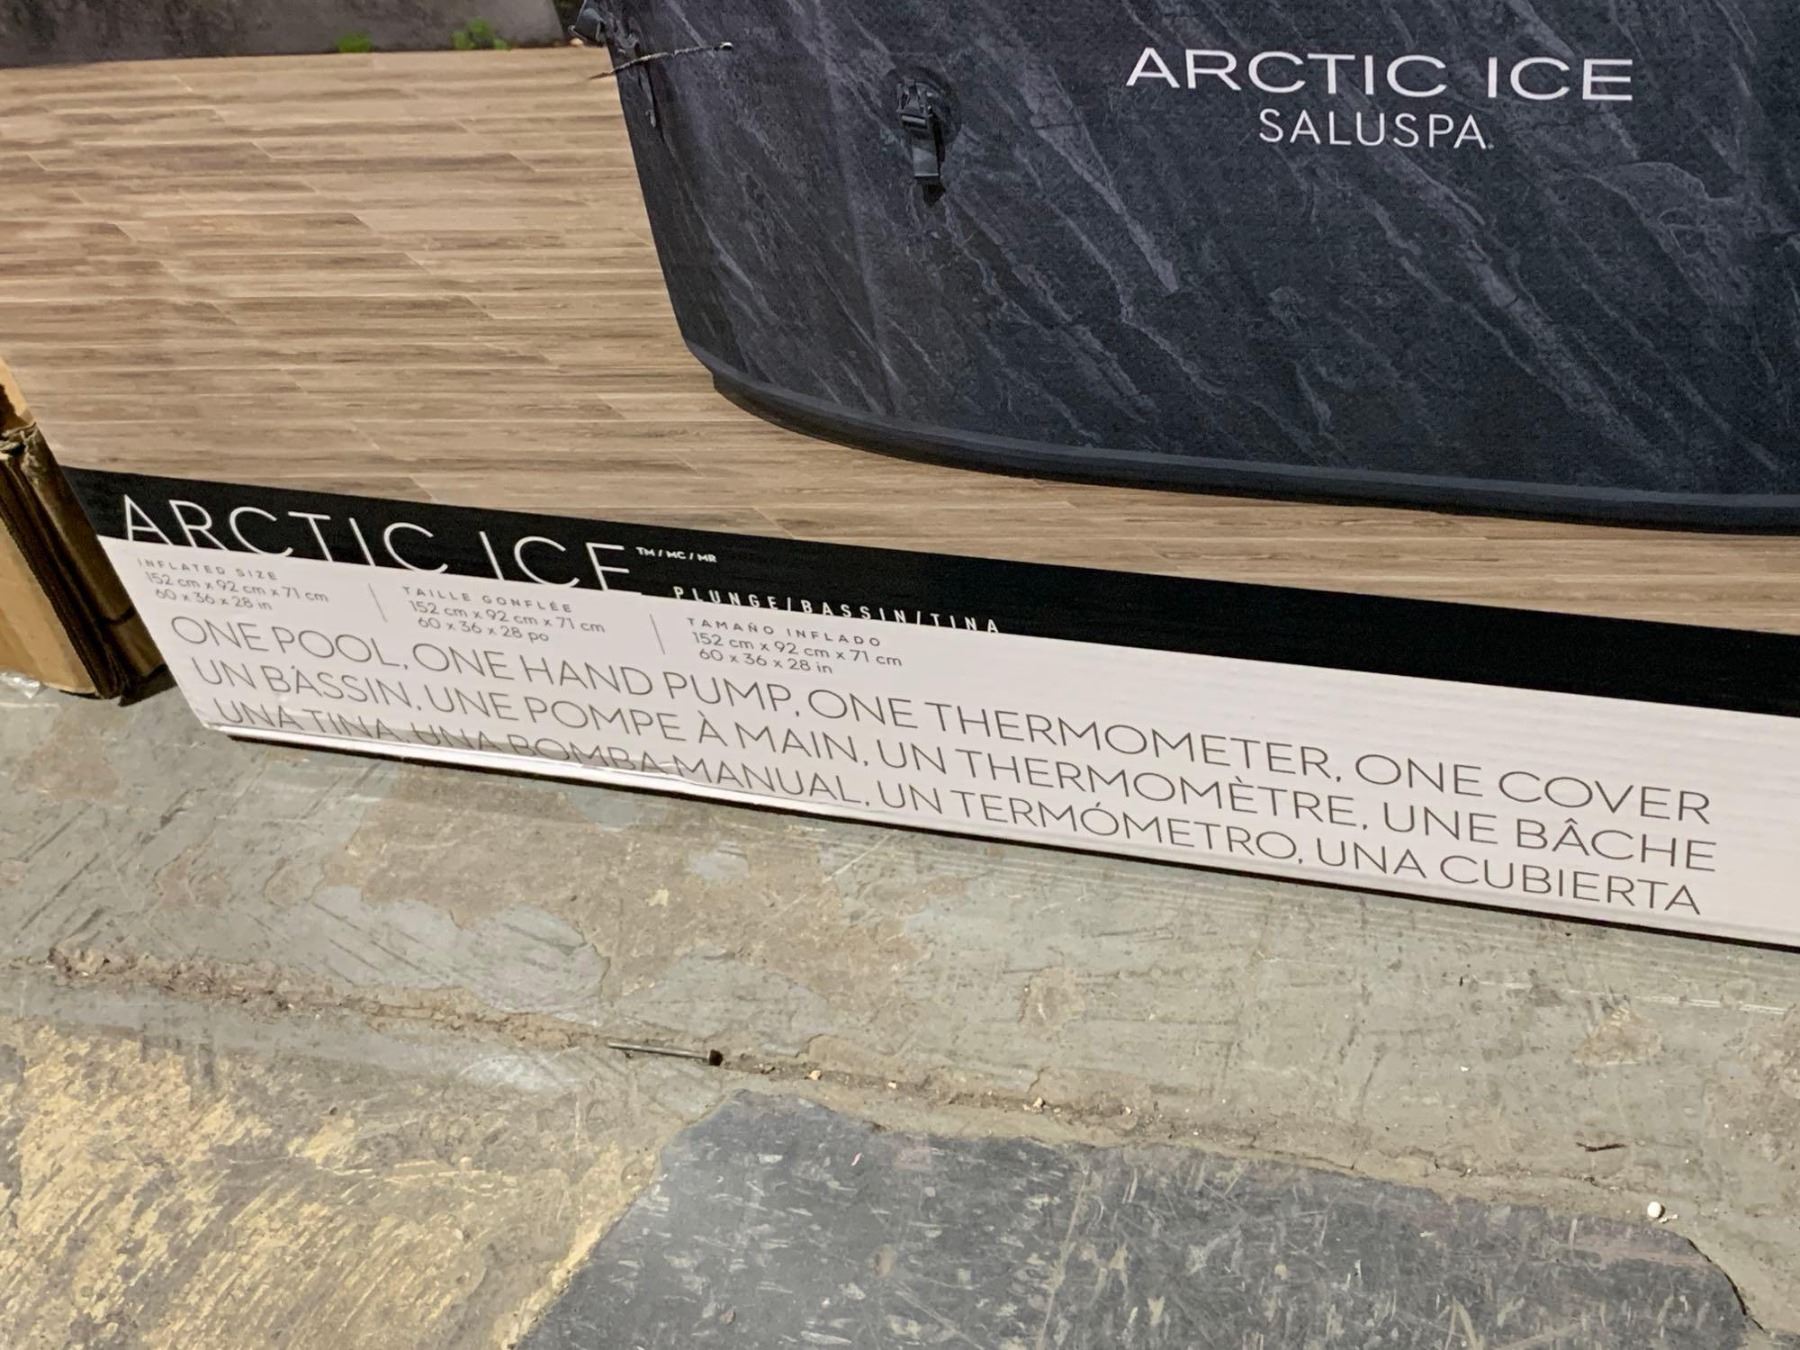 ARCTIC ICE
SALUSPA
ARCTIC ICE TM / MC / MR
PLUNGE/BASSIN/TINA
INFLATED SIZE
152 cm x 92 cm x 71 cm
60 x 36 x 28 in
TAILLE GONFLÉE
152 cm x 92 cm x 71 cm
60 x 36 x 28 po
TAMAÑO INFLADO
152 cm x 92 cm x 71 cm
60 x 36 x 28 in
ONE POOL, ONE HAND PUMP, ONE THERMOMETER, ONE COVER
UN BASSIN, UNE POMPE À MAIN, UN THERMOMÈTRE, UNE BÂCHE
UNA TINA, UNA BOMBA MANUAL, UN TERMÓMETRO, UNA CUBIERTA